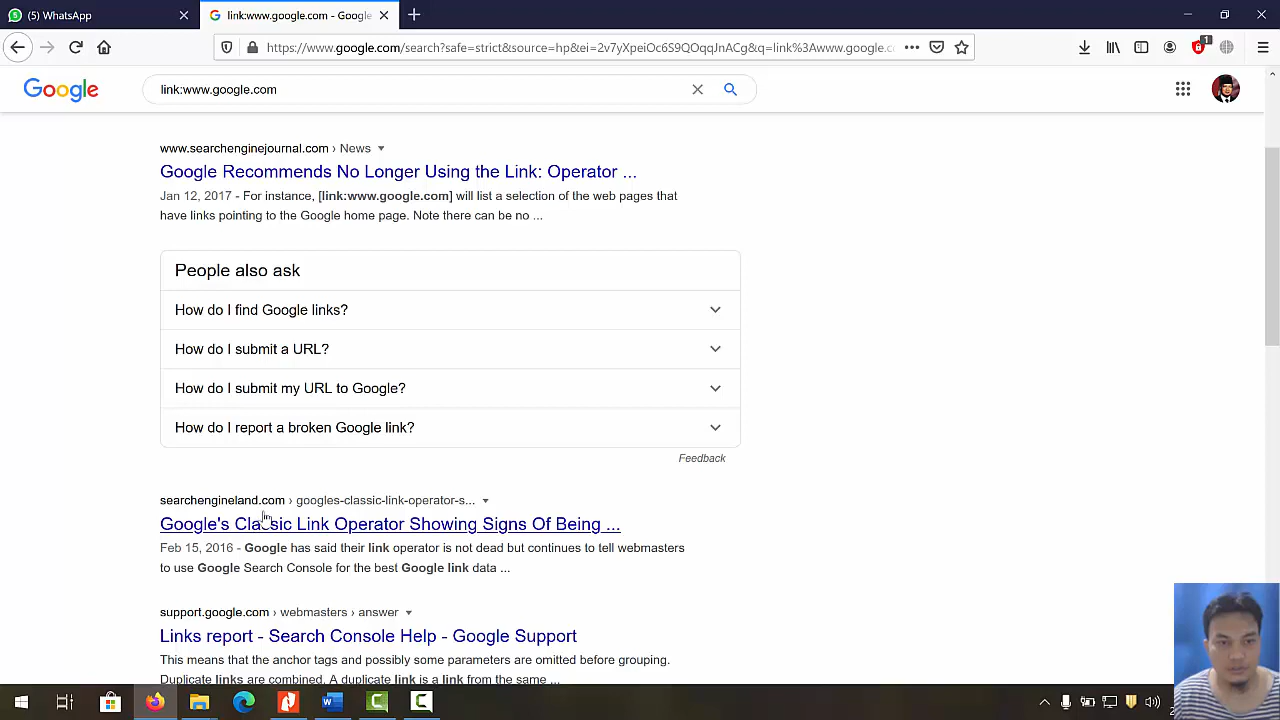 (5) WhatsApp
link:www.google.com - Google
https://www.google.com/search?safe=strict&source=hp&ei=2v7yXpeiOc6S9QOqqJnACg&q=link%3Awww.google.c
1
Google
link:www.google.com
www.searchenginejournal.com › News
Google Recommends No Longer Using the Link: Operator ...
Jan 12, 2017 - For instance, [link:www.google.com] will list a selection of the web pages that
have links pointing to the Google home page. Note there can be no ...
People also ask
How do I find Google links?
How do I submit a URL?
How do I submit my URL to Google?
How do I report a broken Google link?
Feedback
searchengineland.com › googles-classic-link-operator-s...
Google's Classic Link Operator Showing Signs Of Being ...
Feb 15, 2016 - Google has said their link operator is not dead but continues to tell webmasters
to use Google Search Console for the best Google link data ...
support.google.com › webmasters › answer
Links report - Search Console Help - Google Support
This means that the anchor tags and possibly some parameters are omitted before grouping.
Duplicate links are combined. A duplicate link is a link from the same ...